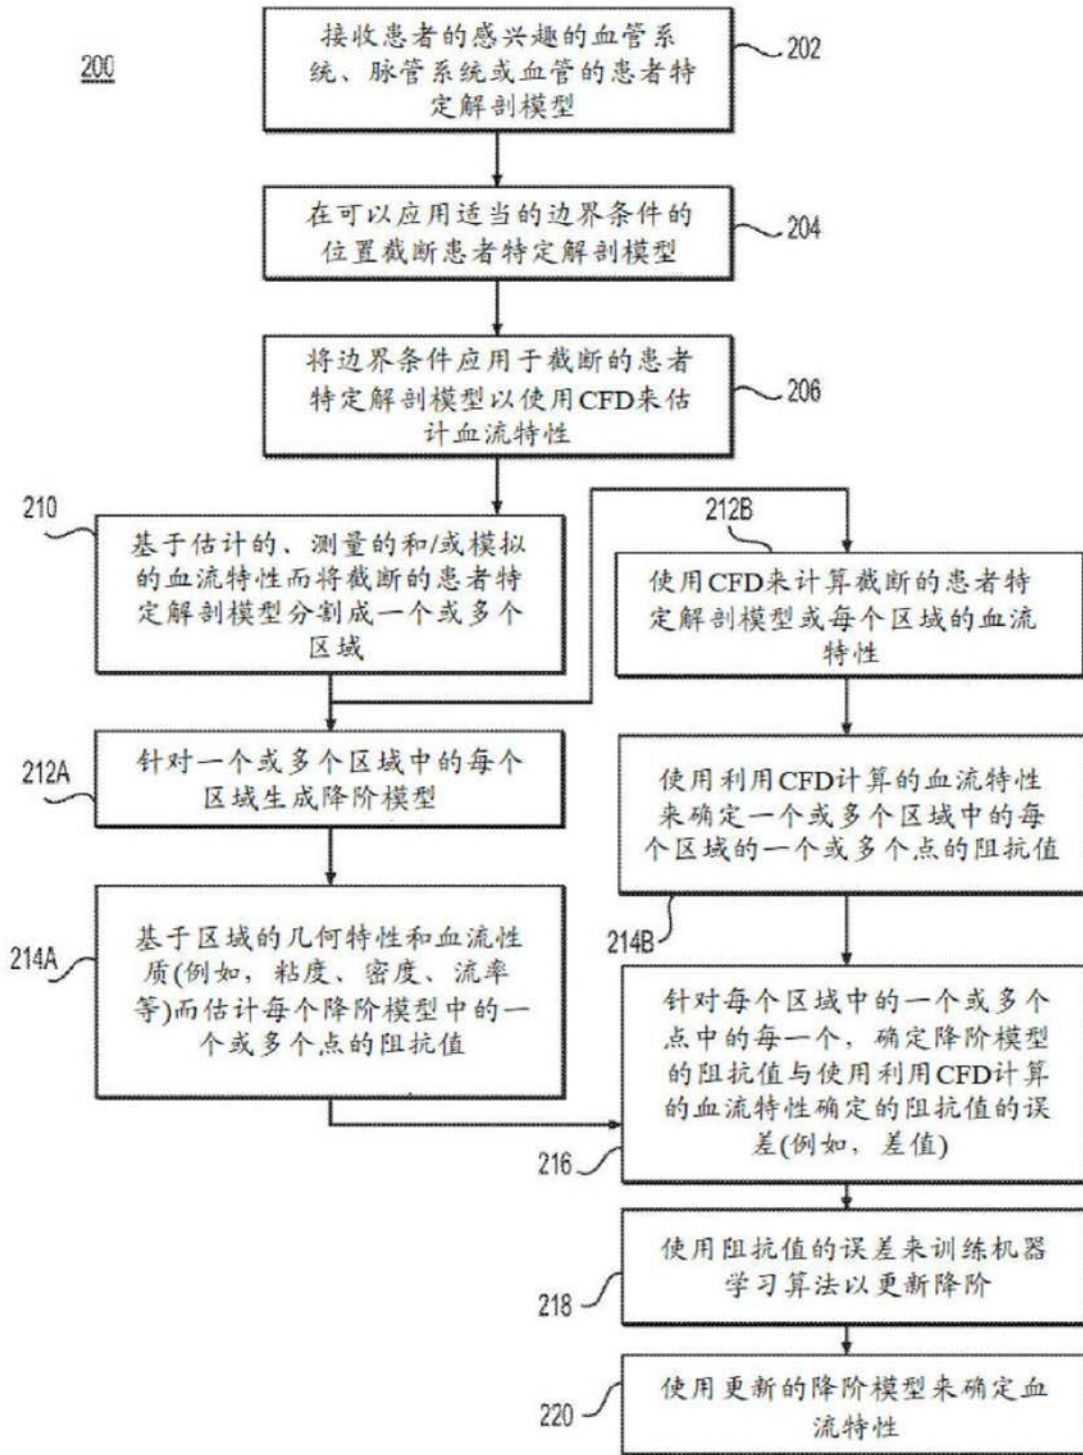 200
接收患者的感兴趣的血管系
统、脉管系统或血管的患者特
定解剖模型
202
在可以应用适当的边界条件的
位置截断患者特定解剖模型
204
将边界条件应用于截断的患者
特定解剖模型以使用CFD来估
计血流特性
206
210
基于估计的、测量的和/或模拟
的血流特性而将截断的患者特
定解剖模型分割成一个或多个
区域
212B
使用CFD来计算截断的患者特
定解剖模型或每个区域的血流
特性
212A
针对一个或多个区域中的每个
区域生成降阶模型
使用利用CFD计算的血流特性
来确定一个或多个区域中的每
个区域的一个或多个点的阻抗值
214B
214A
基于区域的几何特性和血流性
质(例如，粘度、密度、流率
等)而估计每个降阶模型中的一
个或多个点的阻抗值
针对每个区域中的一个或多个
点中的每一个，确定降阶模型
的阻抗值与使用利用CFD计算
的血流特性确定的阻抗值的误
差(例如，差值)
216
使用阻抗值的误差来训练机器
学习算法以更新降阶
218
使用更新的降阶模型来确定血
流特性
220